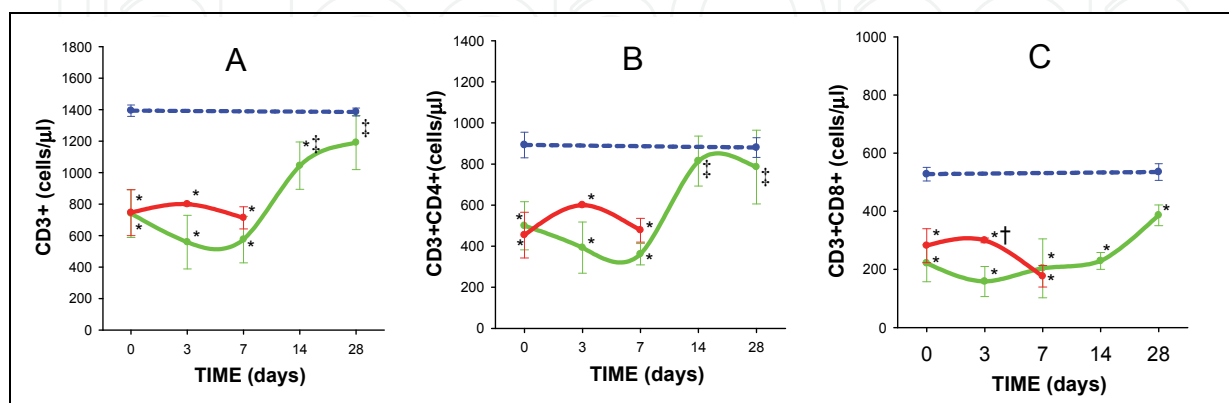 A
B
C
CD3+ (cells/µl)
1800
1600
1400
1200
1000
800
600
400
200
0
* * * * * * *‡ ‡
0 3 7 14 28
TIME (days)
CD3+CD4+(cells/µl)
1400
1200
1000
800
600
400
200
0
* * * * * * ‡ ‡
0 3 7 14 28
TIME (days)
CD3+CD8+(cells/µl)
1000
800
600
400
200
0
* * *† * * * * *
0 3 7 14 28
TIME (days)